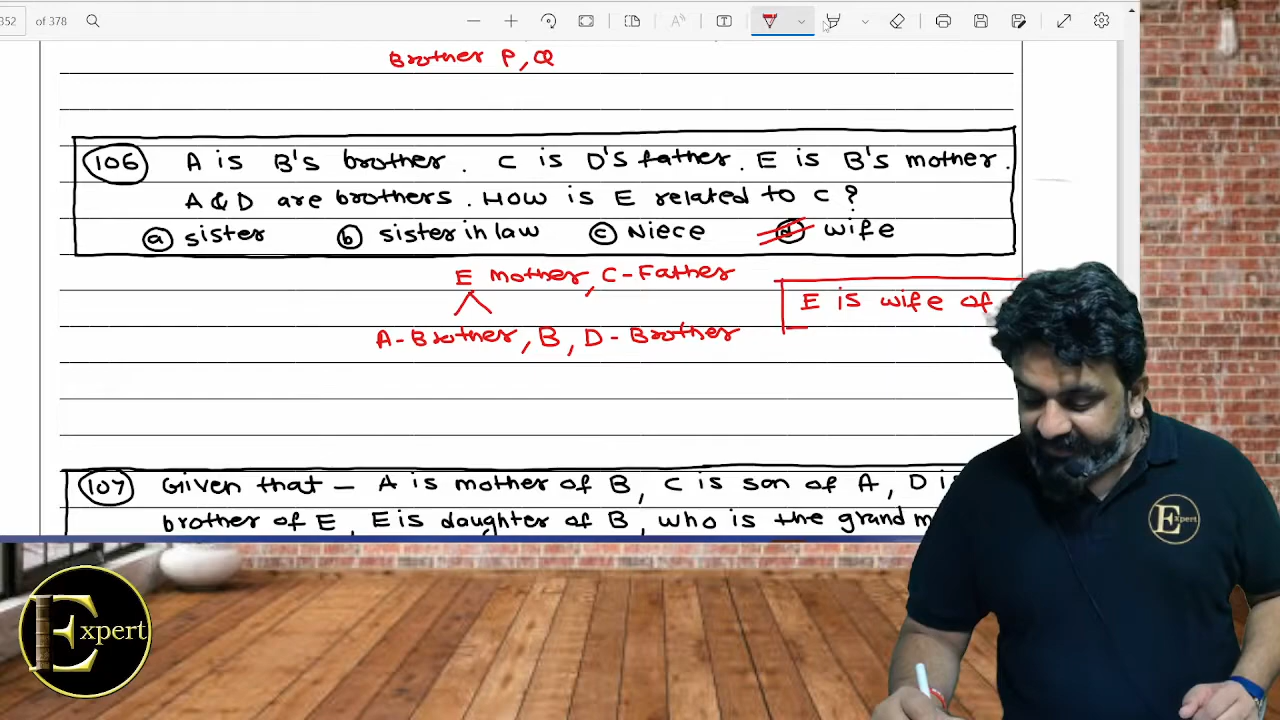 352 of 378
Brother P, Q
106 A is B's brother. C is D's father. E is B's mother.
A & D are brothers. How is E related to C?
a sister b sister in law c Niece d wife
E mother, C-Father
E is wife of
A-Brother, B, D-Brother
107 Given that — A is mother of B, C is son of A, D is
brother of E, E is daughter of B, who is the grand m
Expert
Expert